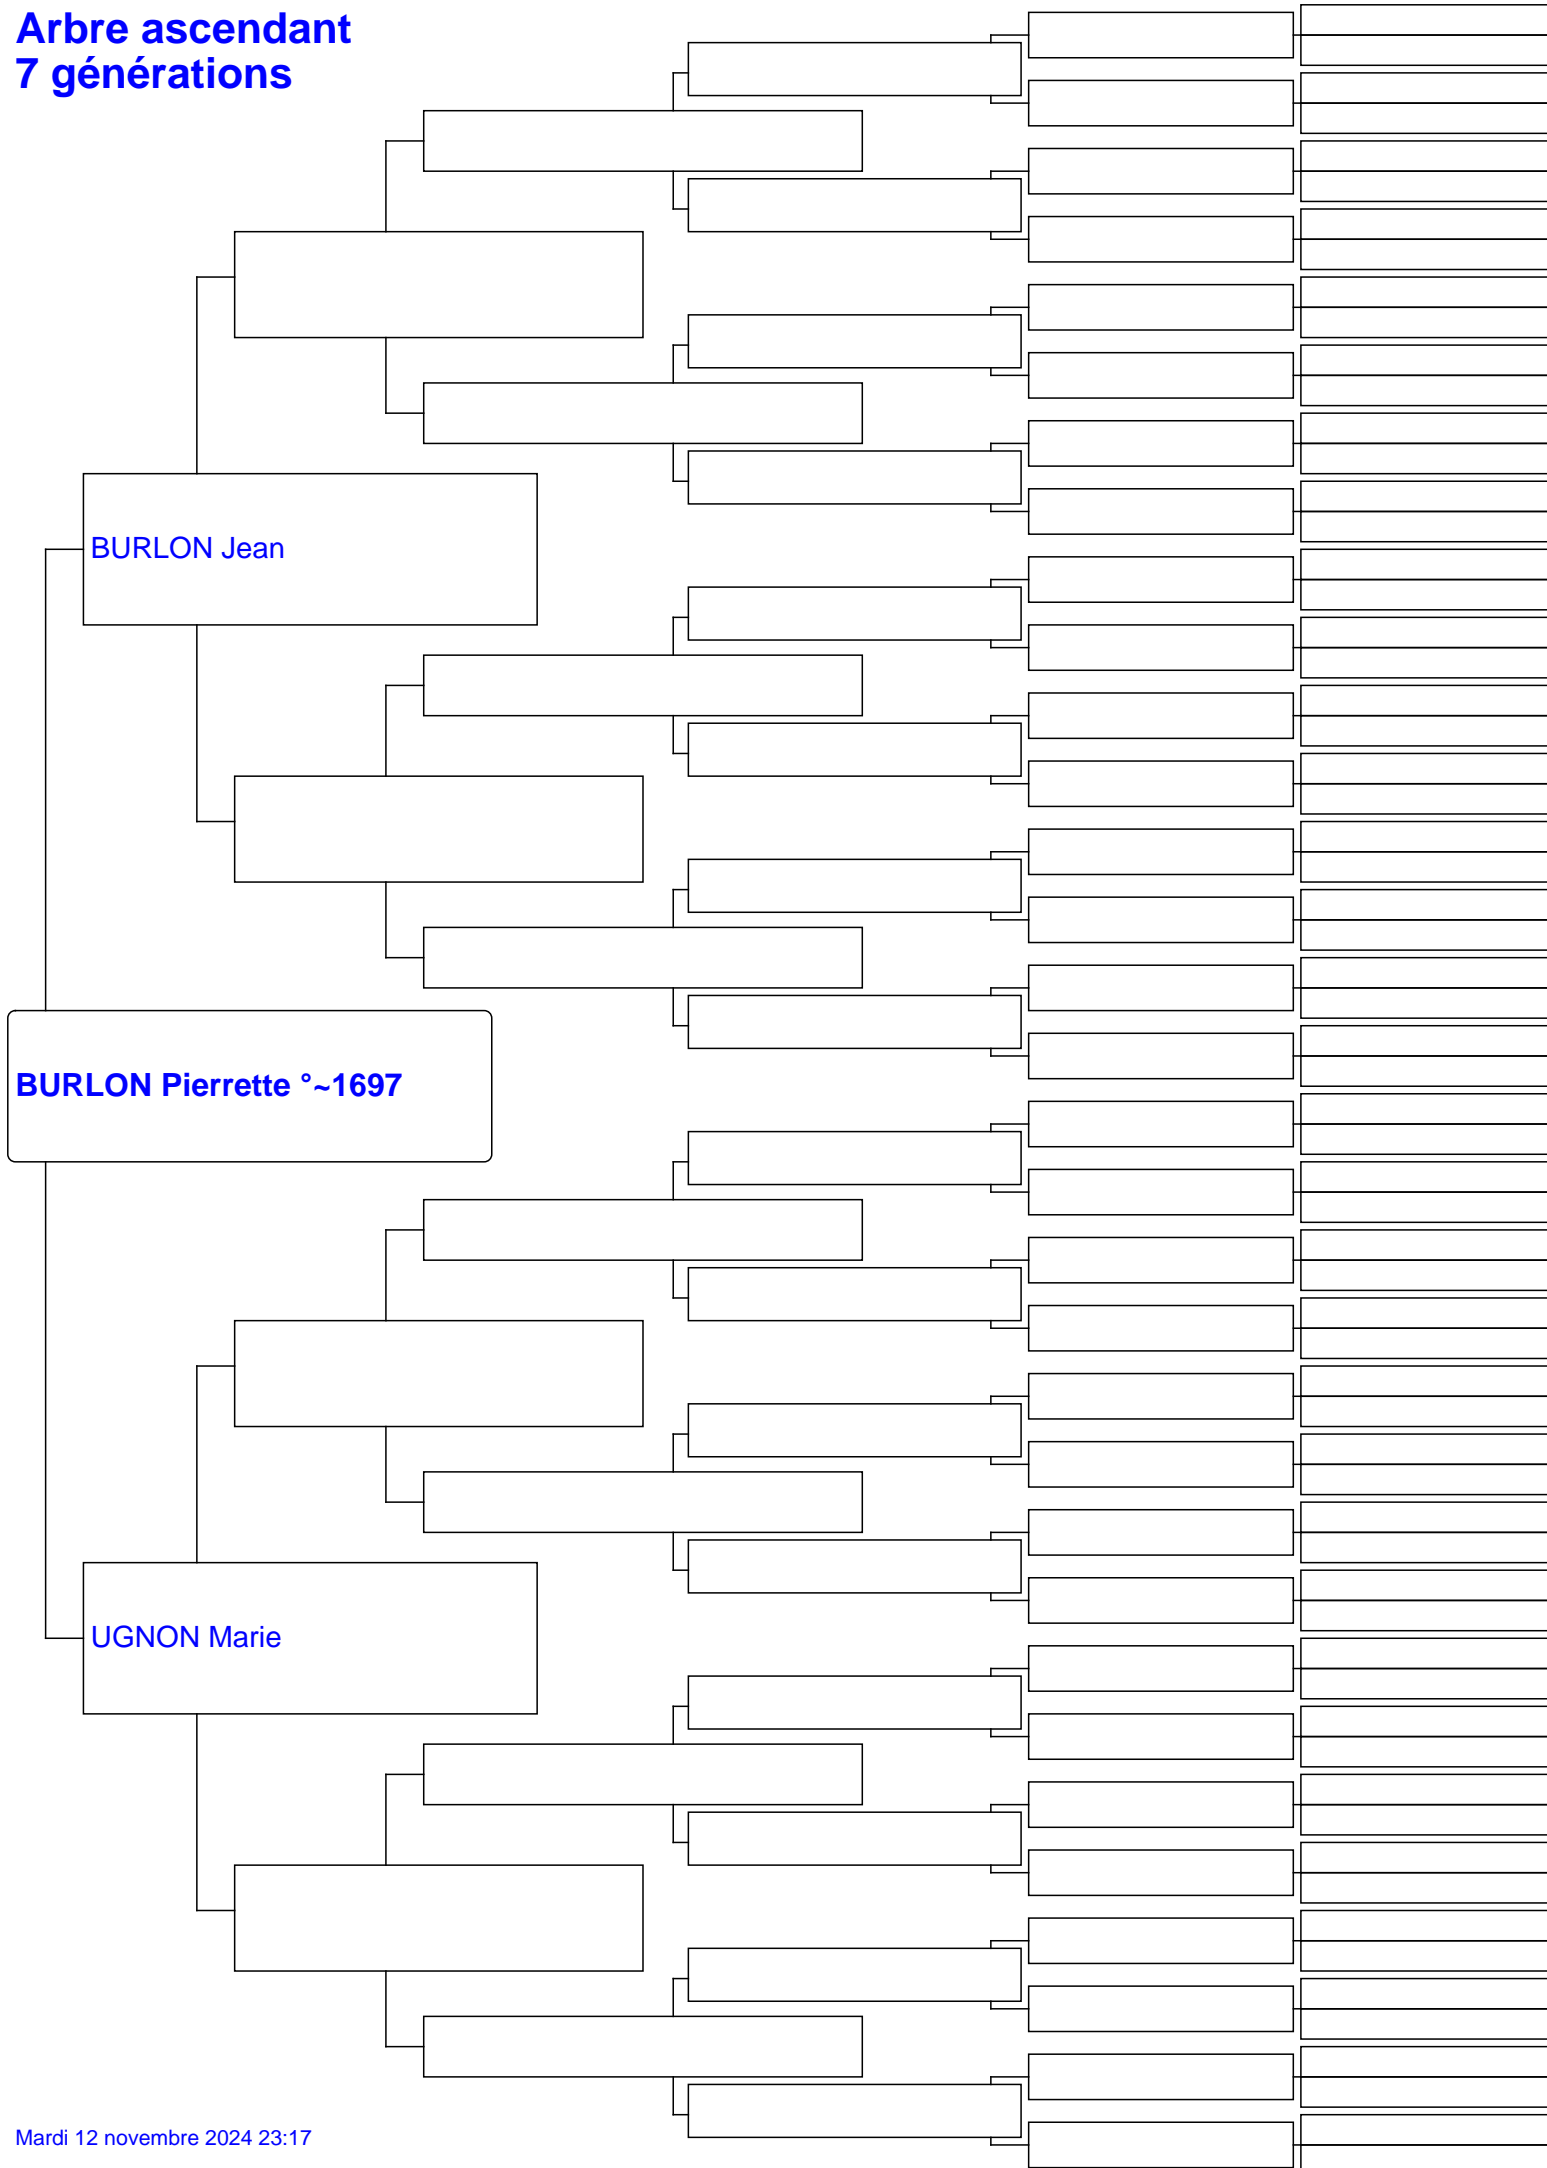 Arbre ascendant
7 générations
BURLON Jean
BURLON Pierrette °~1697
UGNON Marie
Mardi 12 novembre 2024 23:17